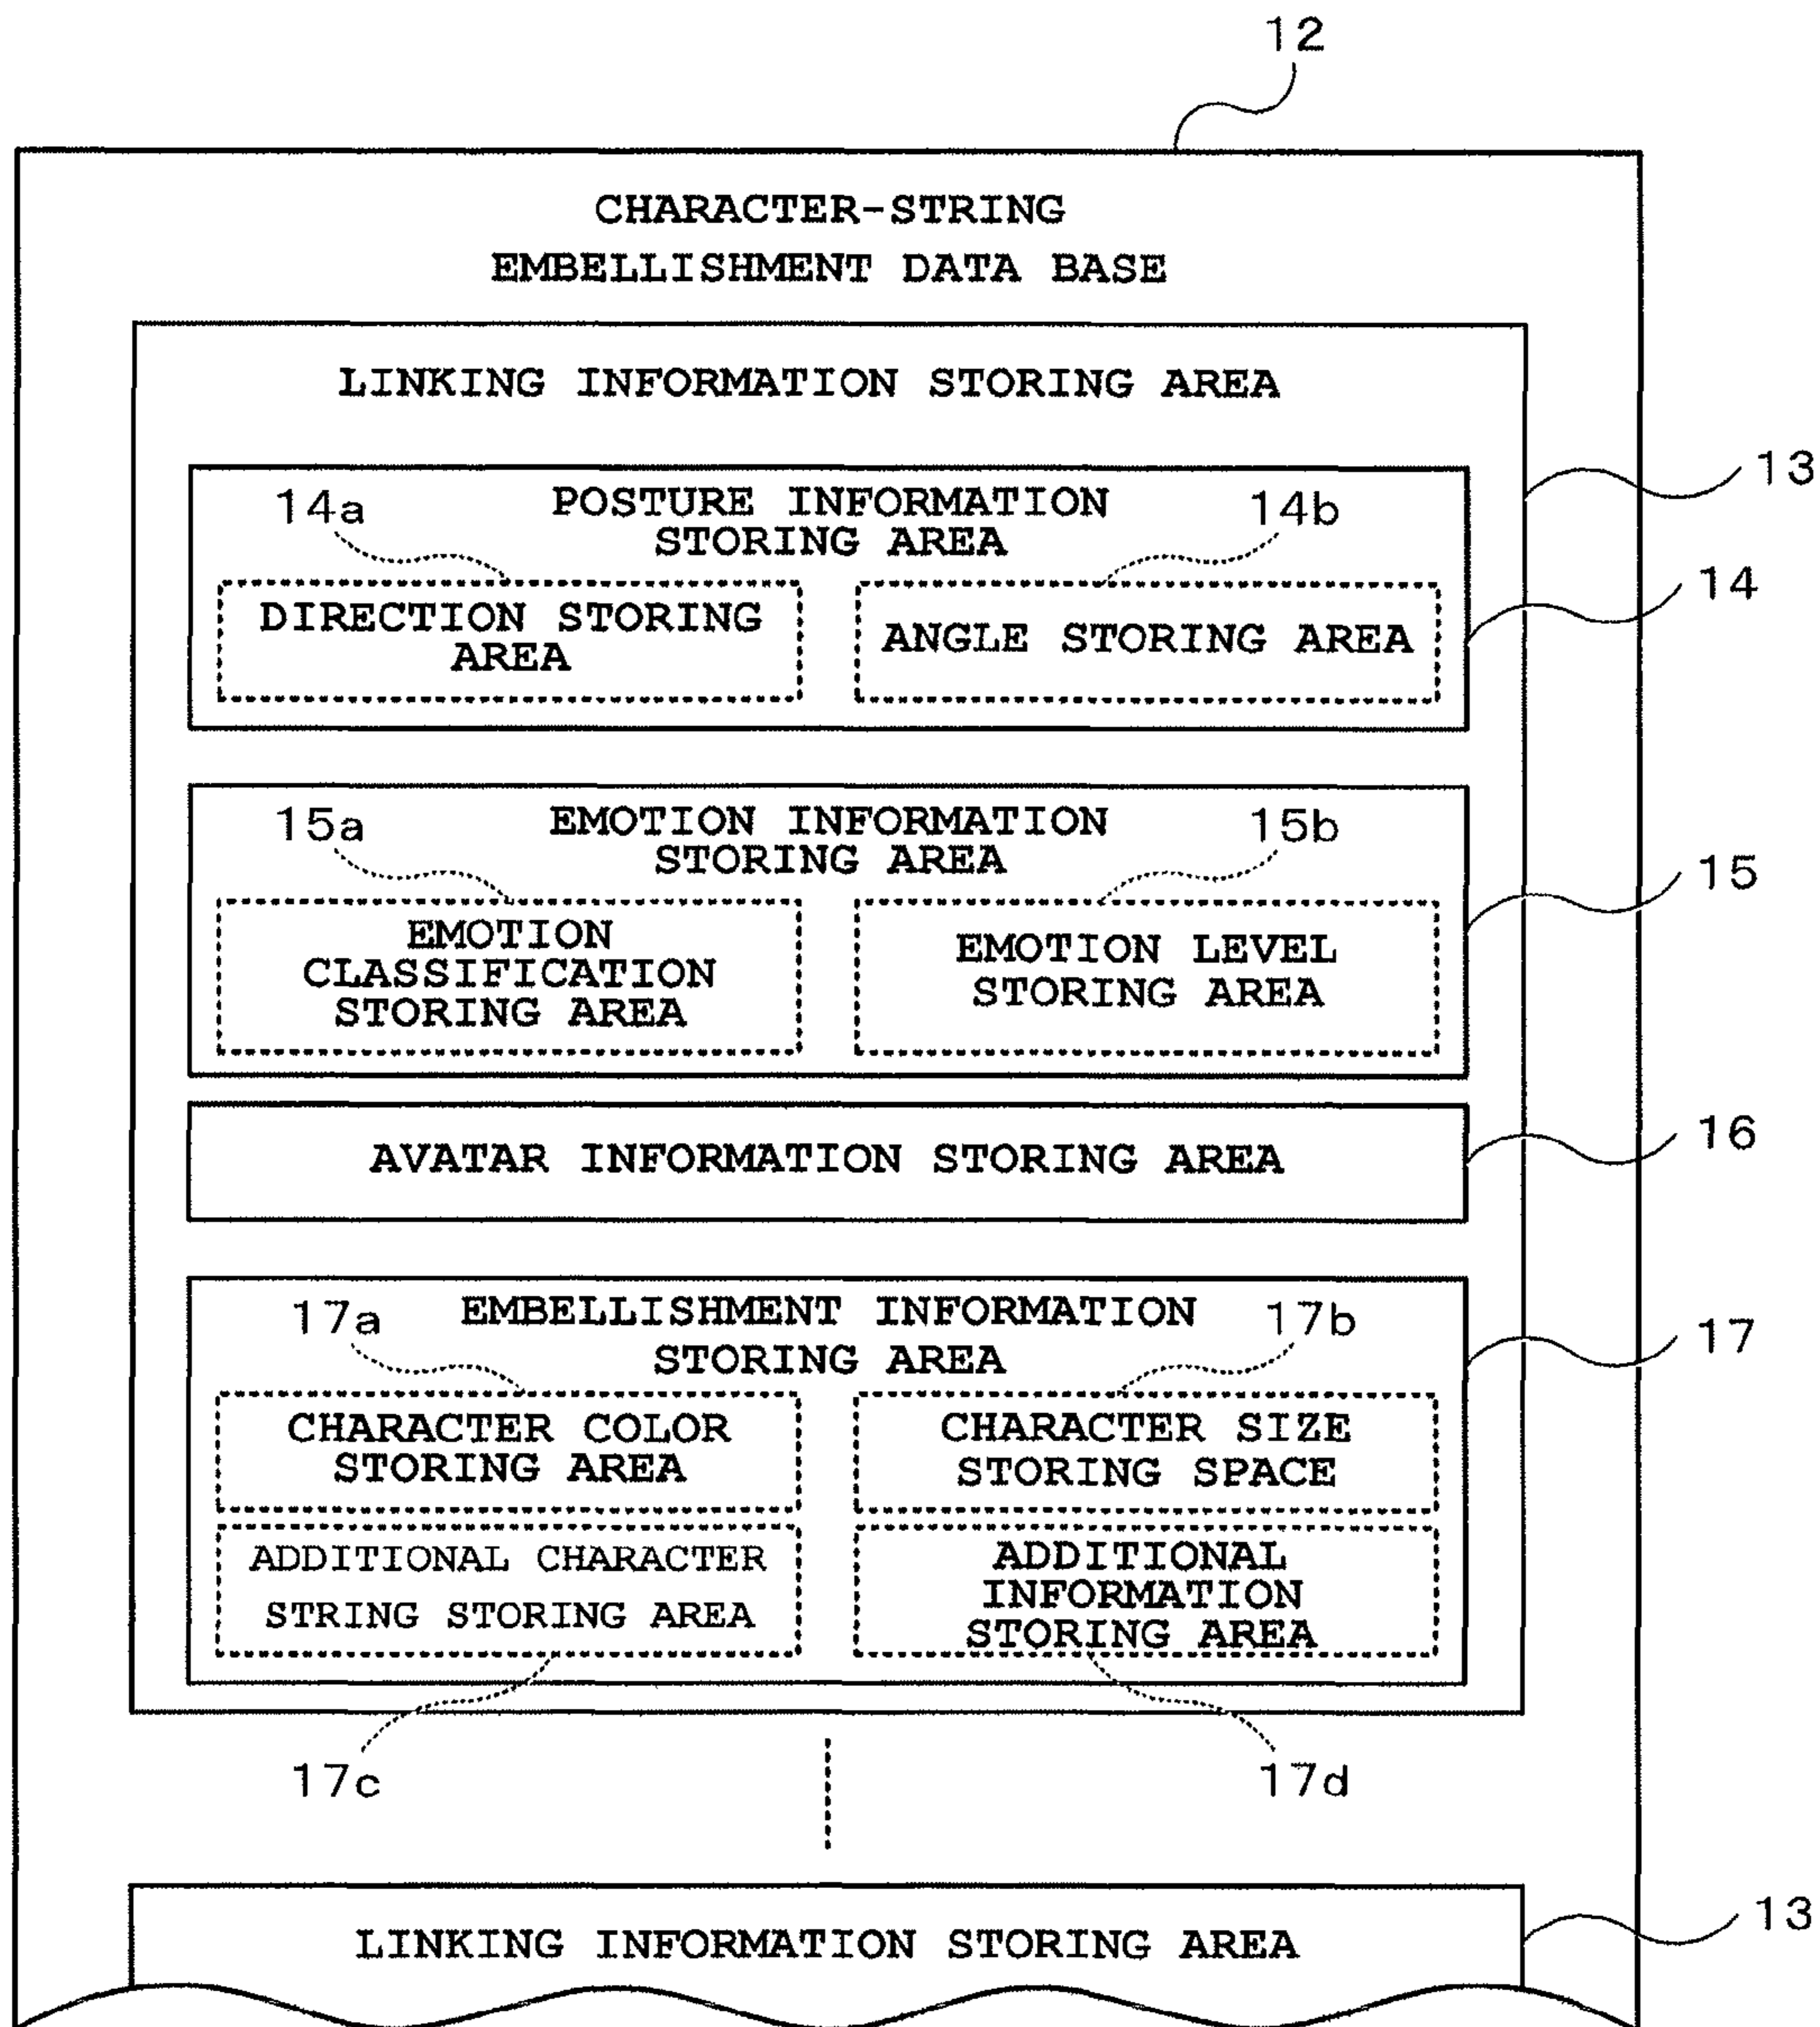 12
CHARACTER-STRING
EMBELLISHMENT DATA BASE
LINKING INFORMATION STORING AREA
13
14a
POSTURE INFORMATION
STORING AREA
14b
DIRECTION STORING
AREA
ANGLE STORING AREA
14
15a
EMOTION INFORMATION
STORING AREA
15b
15
EMOTION
CLASSIFICATION
STORING AREA
EMOTION LEVEL
STORING AREA
AVATAR INFORMATION STORING AREA
16
17a
EMBELLISHMENT INFORMATION
STORING AREA
17b
17
CHARACTER COLOR
STORING AREA
CHARACTER SIZE
STORING SPACE
ADDITIONAL CHARACTER
STRING STORING AREA
ADDITIONAL
INFORMATION
STORING AREA
17c
17d
LINKING INFORMATION STORING AREA
13